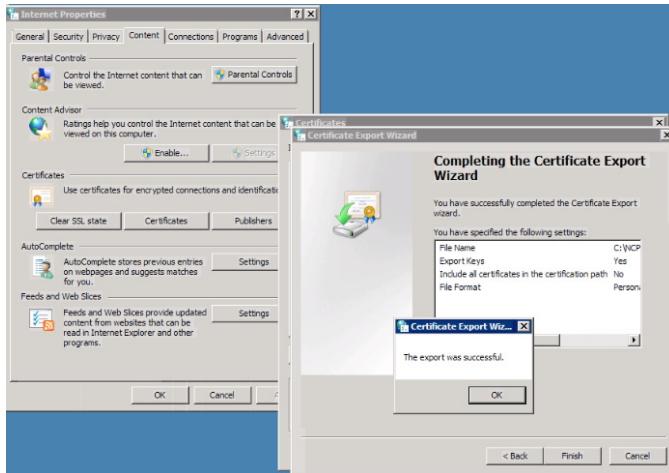 Internet Properties
General Security Privacy Content Connections Programs Advanced
Parental Controls
Control the Internet content that can
be viewed.
Parental Controls
Content Advisor
Ratings help you control the Internet content that can be
viewed on this computer.
Enable...
Settings
Certificates
Use certificates for encrypted connections and
Clear SSL state
Certificates
Publishers
AutoComplete
AutoComplete stores previous entries
on webpages and suggests matches
for you.
Settings
Feeds and Web Slices
Feeds and Web Slices provide updated
content from websites that can be
read in Internet Explorer and other
programs.
Settings
OK
Cancel
Certificates
Certificate Export Wizard
Completing the Certificate Export
Wizard
You have successfully completed the Certificate Export
wizard.
You have specified the following settings:
File Name C:\NCP
Export Keys Yes
Include all certificates in the certification path No
File Format Person
Certificate Export Wiz...
The export was successful.
OK
< Back
Finish
Cancel